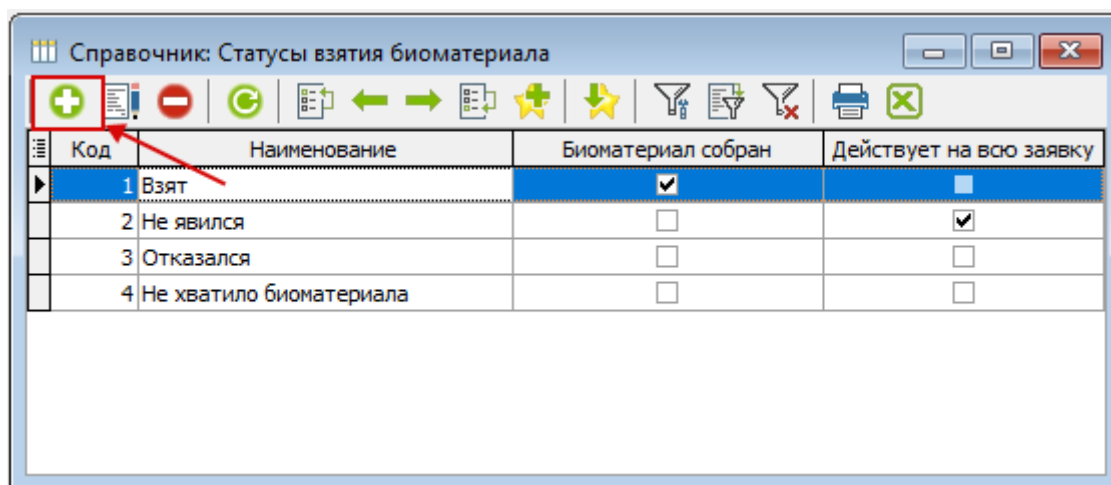 Справочник: Статусы взятия биоматериала
Код Наименование Биоматериал собран Действует на всю заявку
1 Взят
2 Не явился
3 Отказался
4 Не хватило биоматериала